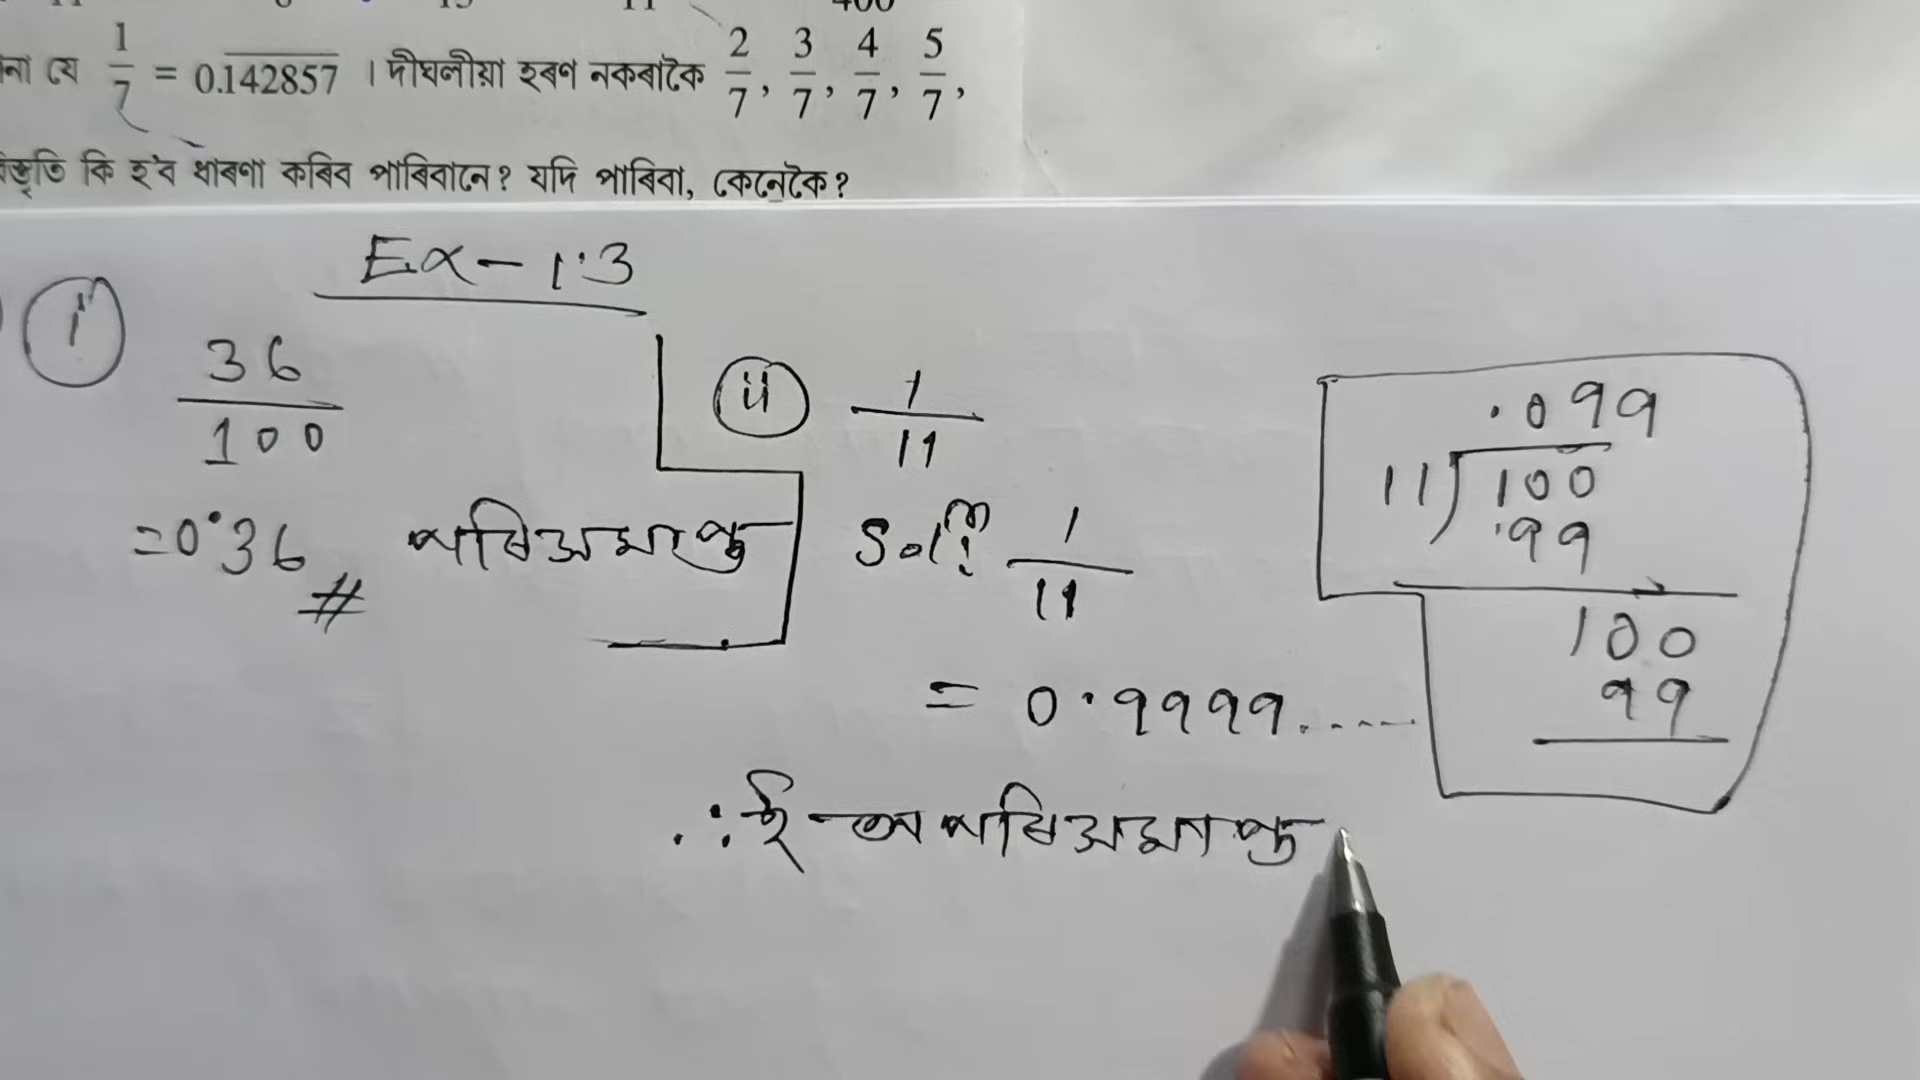 400
যে 1/7 = 0.142857 । দীঘলীয়া হৰণ নকৰাকৈ 2/7, 3/7, 4/7, 5/7,
কি হ'ব ধাৰণা কৰিব পাৰিবানে? যদি পাৰিবা, কেনেকৈ?
Ex - 1.3
i
36/100
= 0.36 পৰিসমাপ্ত
#
ii 1/11
Soln: 1/11
= 0.9999.....
∴ ই অপৰিসমাপ্ত
.099
11) 100
99
100
99